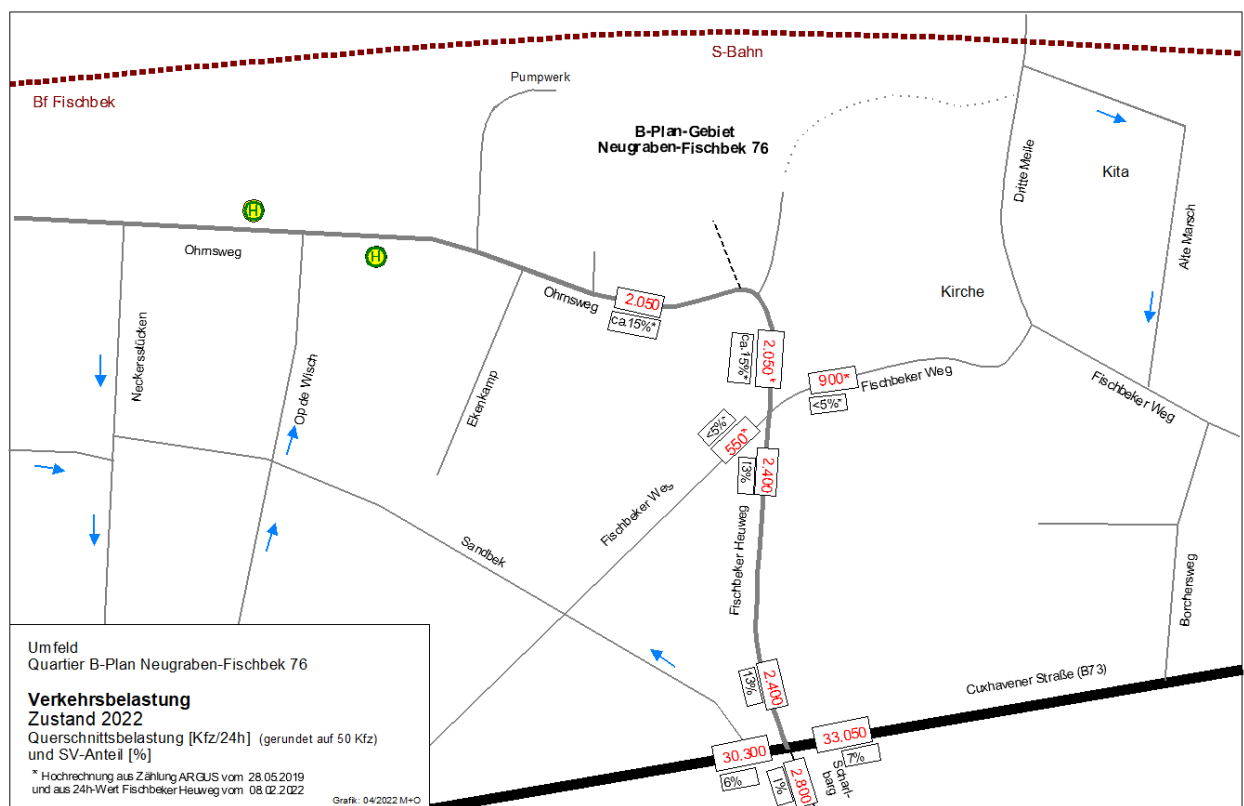 S-Bahn
Bf Fischbek
Pumpwerk
B-Plan-Gebiet
Neugraben-Fischbek 76
Dritte Meile
Kita
Alte Marsch
H
Ohmsweg
H
Kirche
Ohmsweg
2.050
ca.15%*
Neckersstücken
Op de Wisch
Ekenkamp
ca.15%*
2.050*
900*
<5%*
Fischbeker Weg
Fischbeker Weg
<5%*
550*
13%
2.400
Fischbeker Weg
Sandbek
Fischbeker Heuweg
Borchersweg
13%
2.400
Cuxhavener Straße (B73)
30.300
6%
33.050
7%
1%
2.800
Scharl-
barg
Umfeld
Quartier B-Plan Neugraben-Fischbek 76
Verkehrsbelastung
Zustand 2022
Querschnittsbelastung [Kfz/24h] (gerundet auf 50 Kfz)
und SV-Anteil [%]
* Hochrechnung aus Zählung ARGUS vom 28.05.2019
und aus 24h-Wert Fischbeker Heuweg vom 08.02.2022
Grafik: 04/2022 M+O